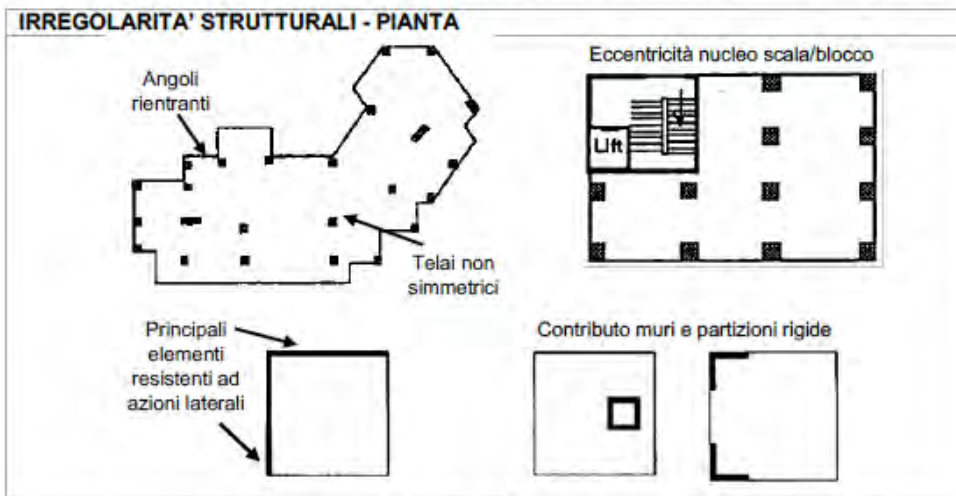 IRREGOLARITA' STRUTTURALI - PIANTA
Angoli
rientranti
Telai non
simmetrici
Eccentricità nucleo scala/blocco
Lift
Principali
elementi
resistenti ad
azioni laterali
Contributo muri e partizioni rigide